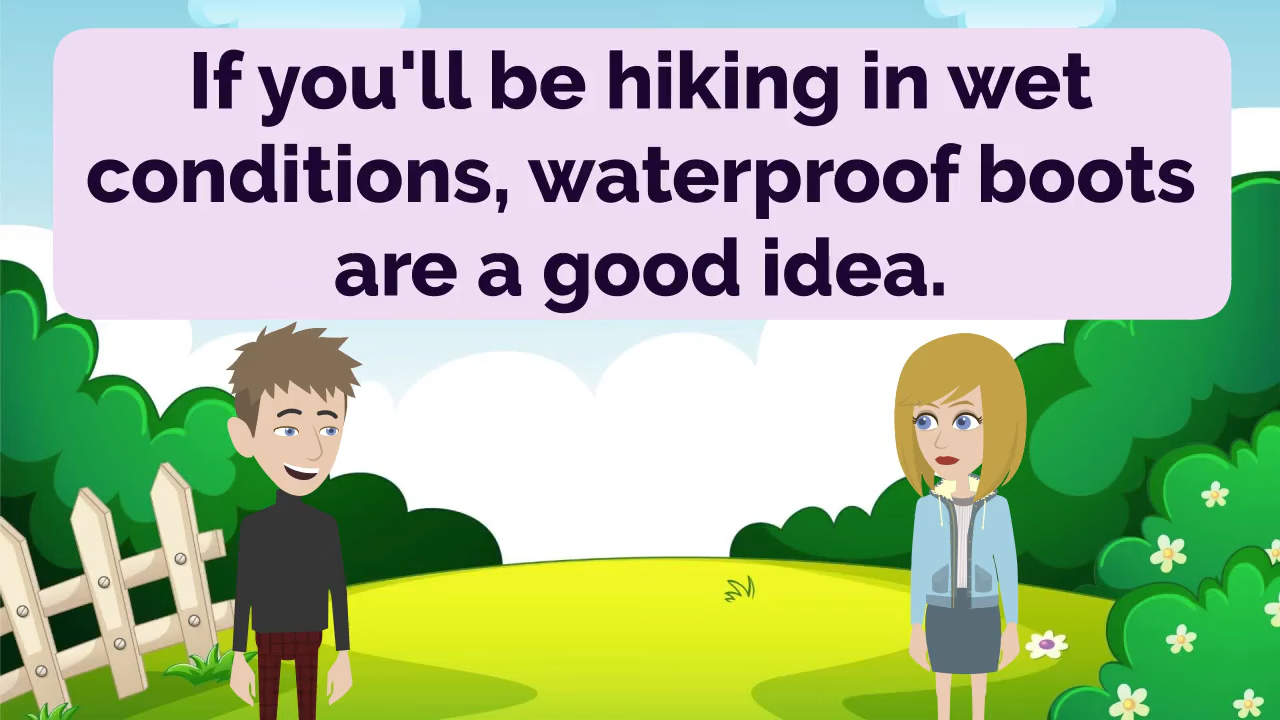 If you'll be hiking in wet
conditions, waterproof boots
are a good idea.